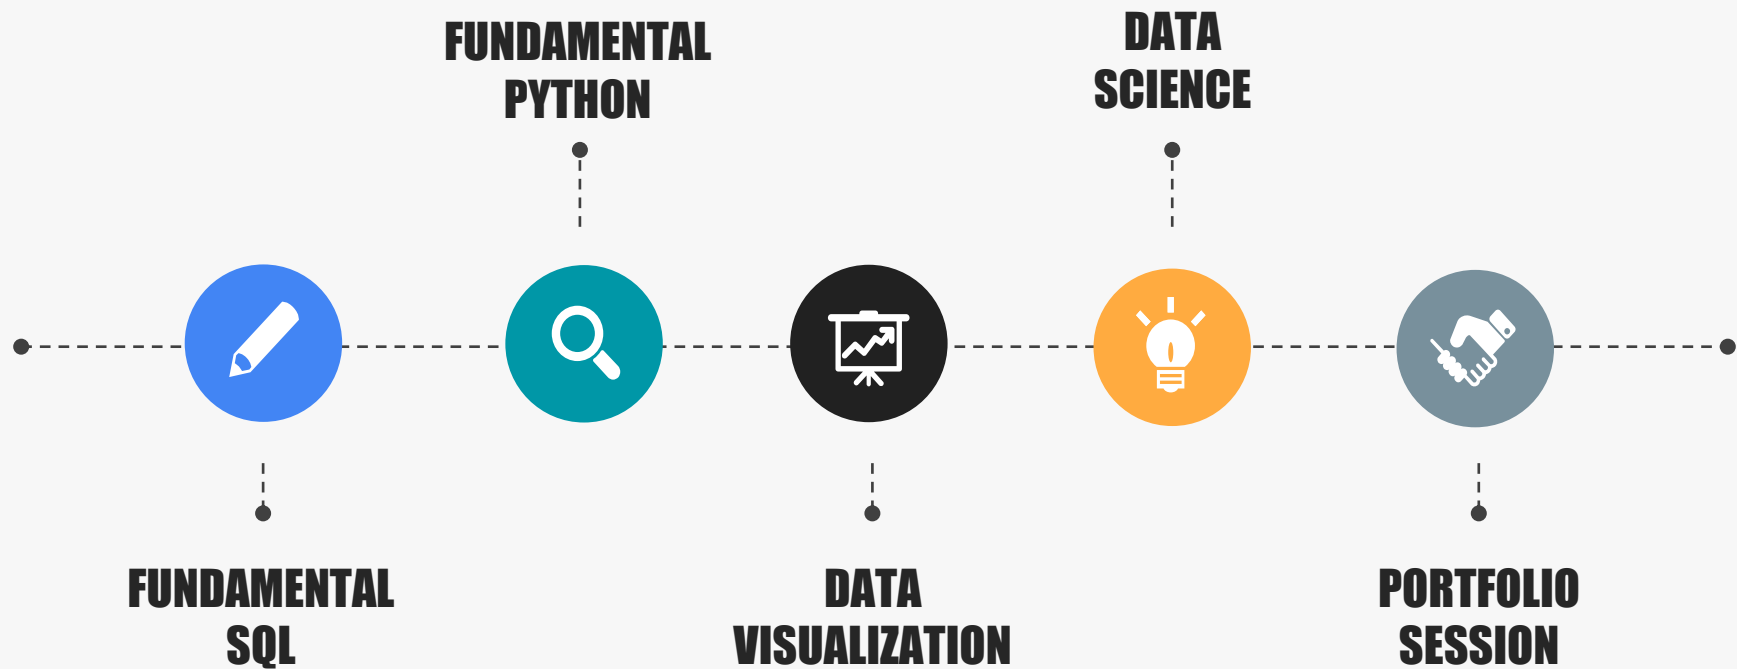 FUNDAMENTAL
SQL
FUNDAMENTAL
PYTHON
DATA
VISUALIZATION
DATA
SCIENCE
PORTFOLIO
SESSION